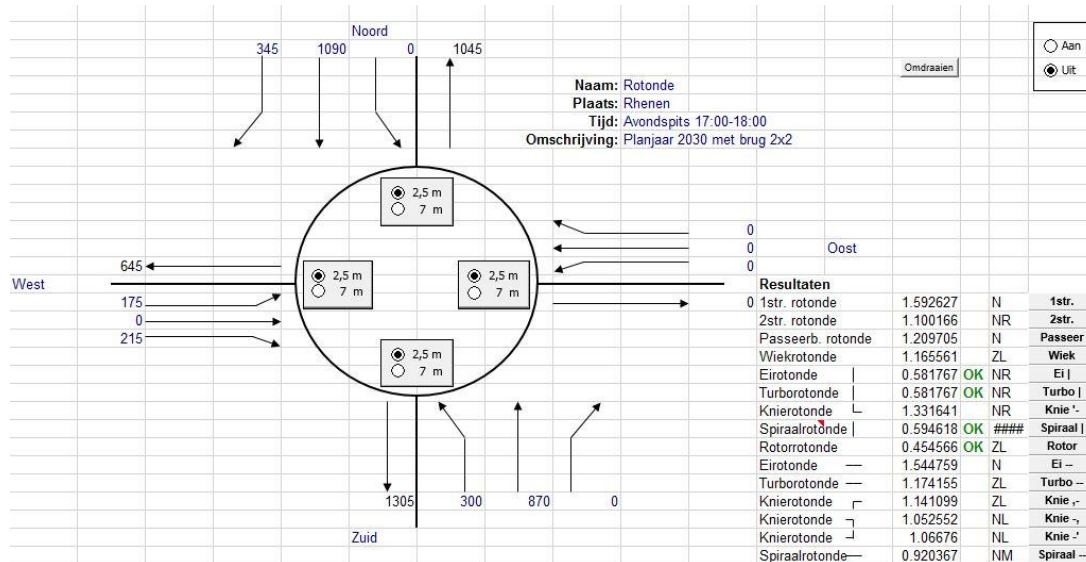 Noord
345 1090 0 1045
Aan
Omdraaien
Uit
Naam: Rotonde
Plaats: Rhenen
Tijd: Avondspits 17:00-18:00
Omschrijving: Planjaar 2030 met brug 2x2
2,5 m
7 m
0
0 Oost
0
645
West
175
0
215
2,5 m
7 m
2,5 m
7 m
2,5 m
7 m
0
1305 300 870 0
Zuid
Resultaten
1str. rotonde 1.592627 N 1str.
2str. rotonde 1.100166 NR 2str.
Passeerb. rotonde 1.209705 N Passeer
Wiekrotonde 1.165561 ZL Wiek
Eirotonde | 0.581767 OK NR Ei |
Turborotonde | 0.581767 OK NR Turbo |
Knierotonde 1.331641 NR Knie '-
Spiraalrotonde | 0.594618 OK #### Spiraal |
Rotorrotonde 0.454566 OK ZL Rotor
Eirotonde — 1.544759 N Ei --
Turborotonde — 1.174155 ZL Turbo --
Knierotonde 1.141099 ZL Knie ,-
Knierotonde 1.052552 NL Knie -,
Knierotonde 1.06676 NL Knie -'
Spiraalrotonde— 0.920367 NM Spiraal --